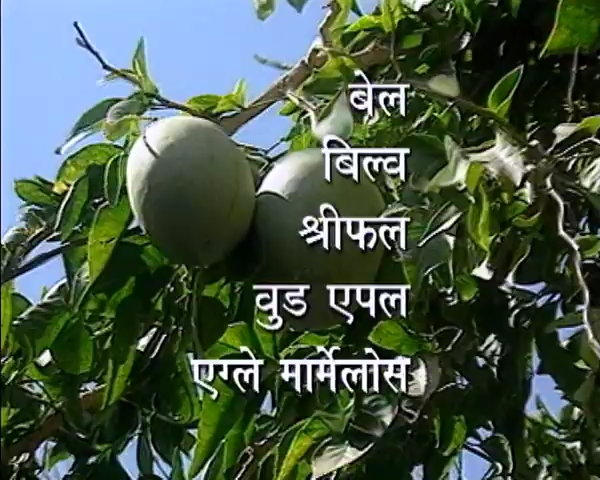 बेल
बिल्व
श्रीफल
वुड एपल
एग्ले मार्मेलोस